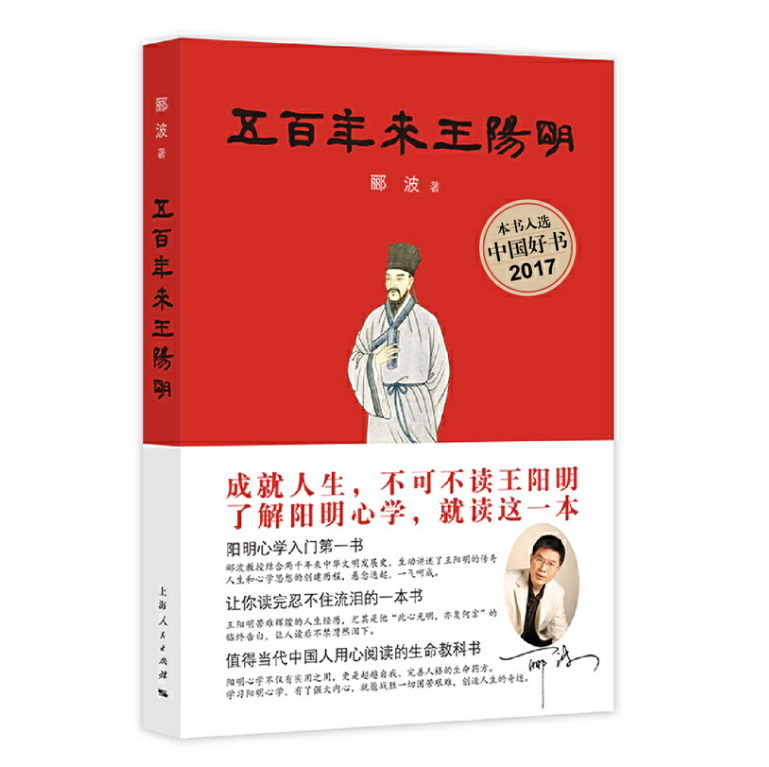 郦波 著
五百年来王陽明
上海人民出版社
五百年来王陽明
郦 波 著
本书入选
中国好书
2017
成就人生，不可不读王阳明
了解阳明心学，就读这一本
阳明心学入门第一书
郦波教授综合两千年来中华文明发展史，生动讲述了王阳明的传奇
人生和心学思想的创建历程，悬念迭起，一气呵成。
让你读完忍不住流泪的一本书
王阳明苦难辉煌的人生经历，尤其是他“此心光明，亦复何言”的
临终告白，让人读后不禁潸然泪下。
值得当代中国人用心阅读的生命教科书
阳明心学不仅有实用之用，更是超越自我、完善人格的生命药方。
学习阳明心学，有了强大内心，就能战胜一切困苦艰难，创造人生的奇迹。
郦波